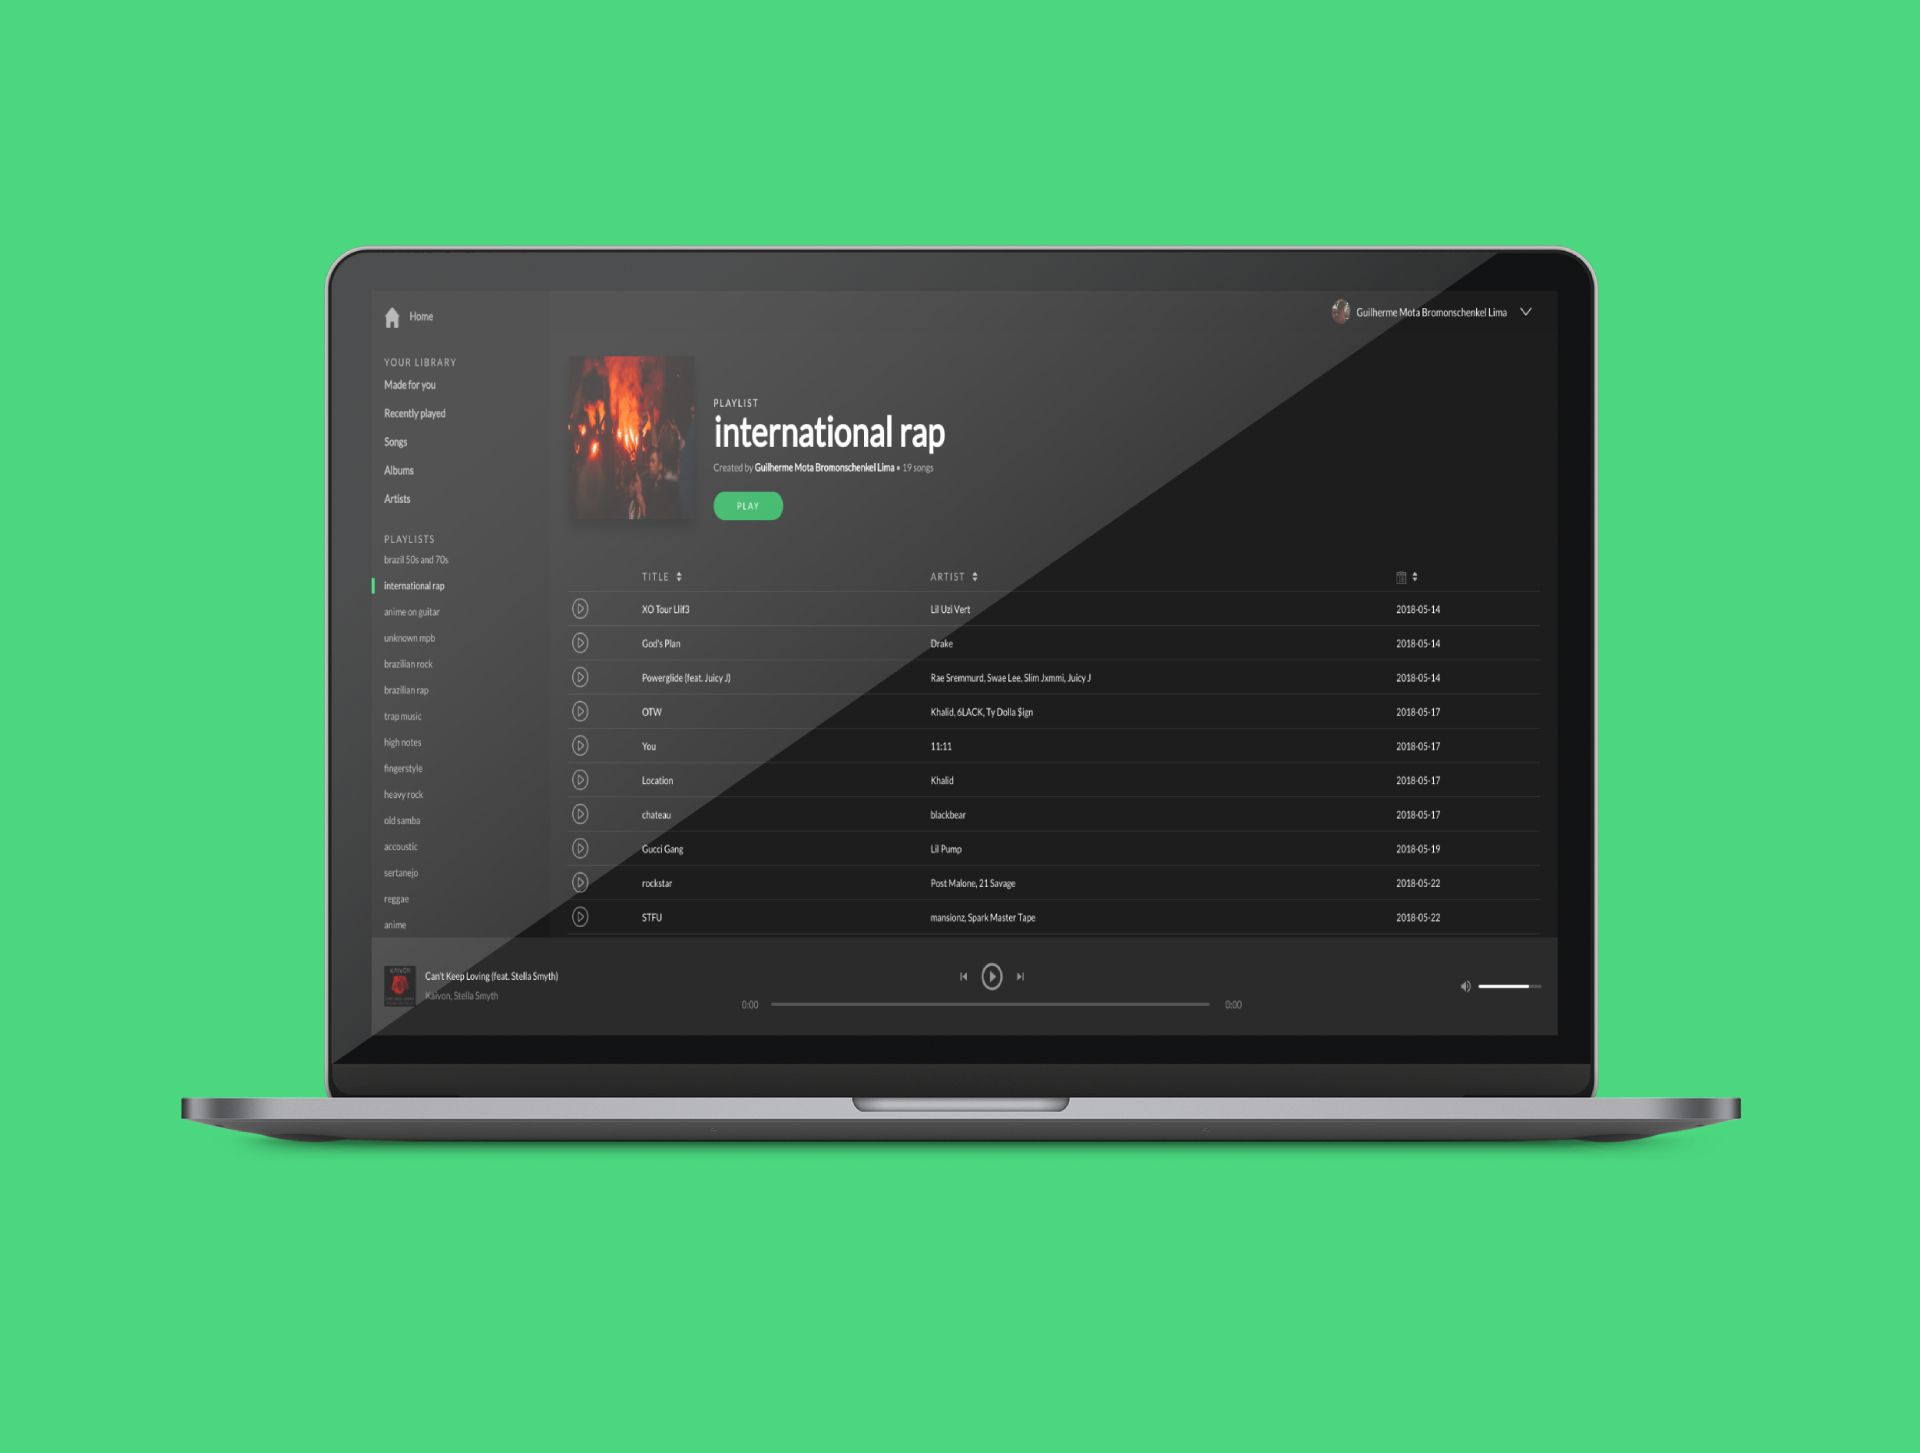 Home
Guilherme Mota Bromonschenkel Lima
YOUR LIBRARY
Made for you
Recently played
Songs
Albums
Artists
PLAYLISTS
brazil 50s and 70s
international rap
anime on guitar
unknown mpb
brazilian rock
brazilian rap
trap music
high notes
fingerstyle
heavy rock
old samba
accoustic
sertanejo
reggae
anime
PLAYLIST
international rap
Created by Guilherme Mota Bromonschenkel Lima • 19 songs
PLAY
TITLE ARTIST
XO Tour Llif3 Lil Uzi Vert 2018-05-14
God's Plan Drake 2018-05-14
Powerglide (feat. Juicy J) Rae Sremmurd, Swae Lee, Slim Jxmmi, Juicy J 2018-05-14
OTW Khalid, 6LACK, Ty Dolla $ign 2018-05-17
You 11:11 2018-05-17
Location Khalid 2018-05-17
chateau blackbear 2018-05-17
Gucci Gang Lil Pump 2018-05-19
rockstar Post Malone, 21 Savage 2018-05-22
STFU mansionz, Spark Master Tape 2018-05-22
KAIVON
Can't Keep Loving (feat. Stella Smyth)
Kaivon, Stella Smyth
0:00 0:00